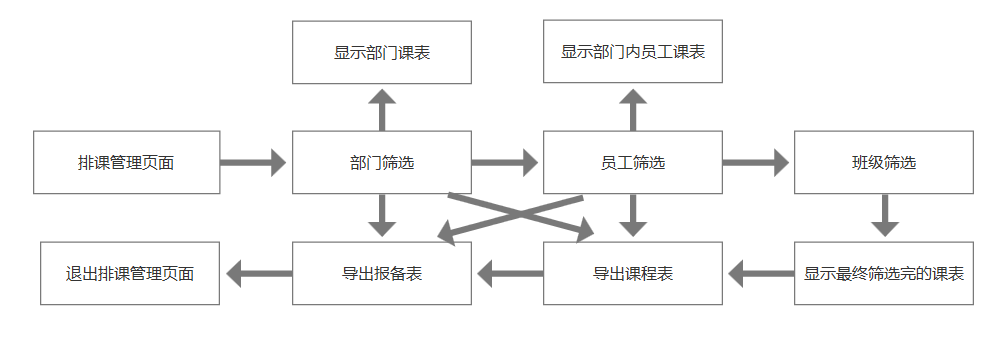 显示部门课表
显示部门内员工课表
排课管理页面
部门筛选
员工筛选
班级筛选
退出排课管理页面
导出报备表
导出课程表
显示最终筛选完的课表